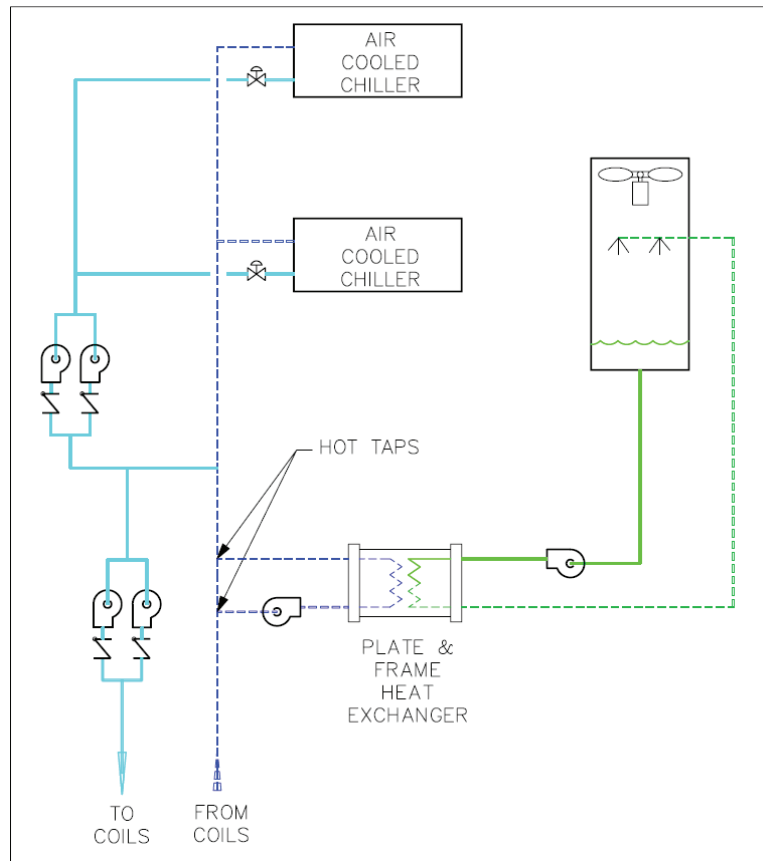 AIR
COOLED
CHILLER
AIR
COOLED
CHILLER
HOT TAPS
PLATE &
FRAME
HEAT
EXCHANGER
TO
COILS
FROM
COILS